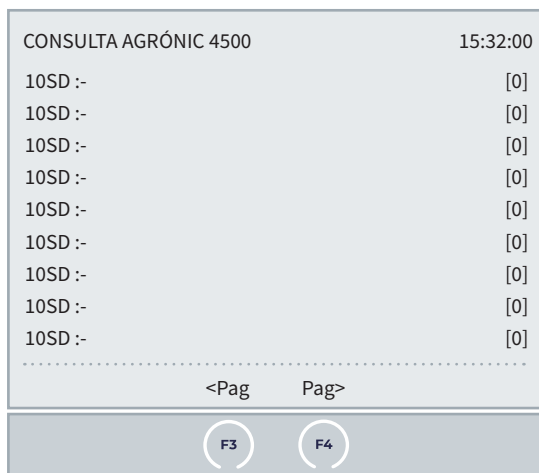 CONSULTA AGRÓNIC 4500 15:32:00
10SD :- [0]
10SD :- [0]
10SD :- [0]
10SD :- [0]
10SD :- [0]
10SD :- [0]
10SD :- [0]
10SD :- [0]
10SD :- [0]
<Pag Pag>
F3 F4